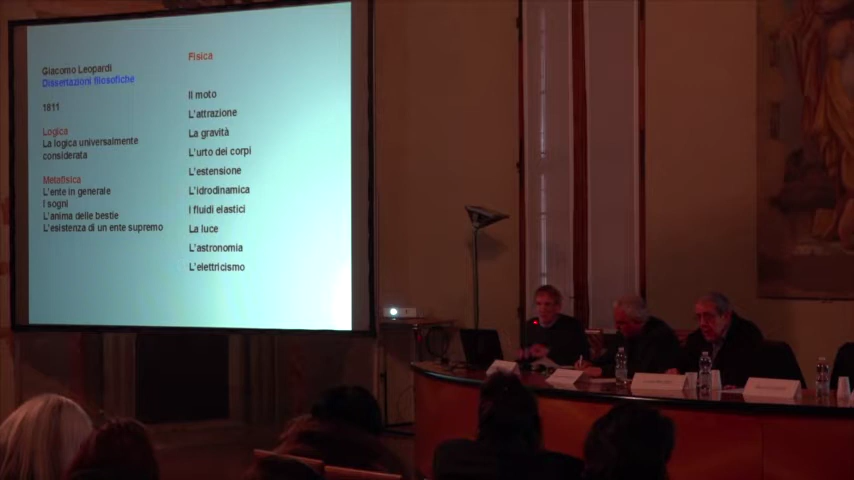 Giacomo Leopardi
Dissertazioni filosofiche
1811
Logica
La logica universalmente
considerata
Metafisica
L'ente in generale
I sogni
L'anima delle bestie
L'esistenza di un ente supremo
Fisica
Il moto
L'attrazione
La gravità
L'urto dei corpi
L'estensione
L'idrodinamica
I fluidi elastici
La luce
L'astronomia
L'elettricismo